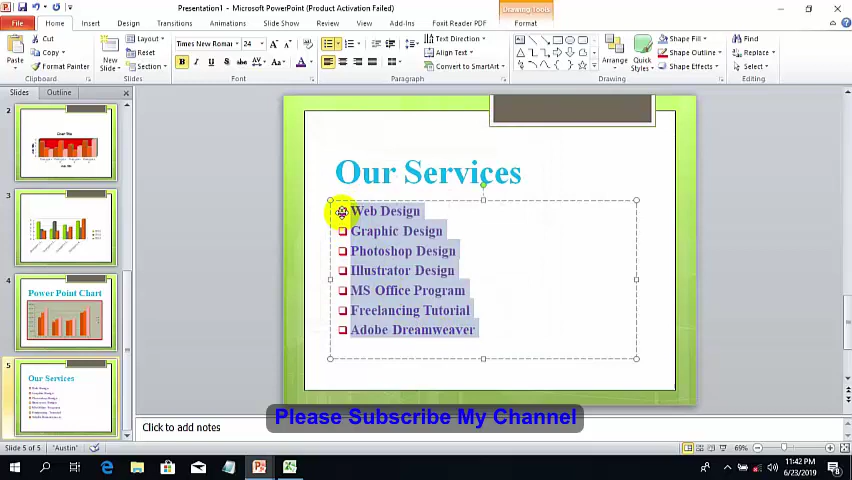 Presentation1 - Microsoft PowerPoint (Product Activation Failed)
Drawing Tools
File Home Insert Design Transitions Animations Slide Show Review View Add-Ins Foxit Reader PDF Format
Paste
Cut
Copy
Format Painter
Clipboard
New Slide
Layout
Reset
Section
Slides
Times New Roman 24
Font
Paragraph
Text Direction
Align Text
Convert to SmartArt
Arrange
Quick Styles
Shape Fill
Shape Outline
Shape Effects
Drawing
Find
Replace
Select
Editing
Slides Outline
2
3
4
Power Point Chart
5
Our Services
Our Services
Web Design
Graphic Design
Photoshop Design
Illustrator Design
MS Office Program
Freelancing Tutorial
Adobe Dreamweaver
Click to add notes
Please Subscribe My Channel
Slide 5 of 5 "Austin" 69%
11:42 PM
6/23/2019